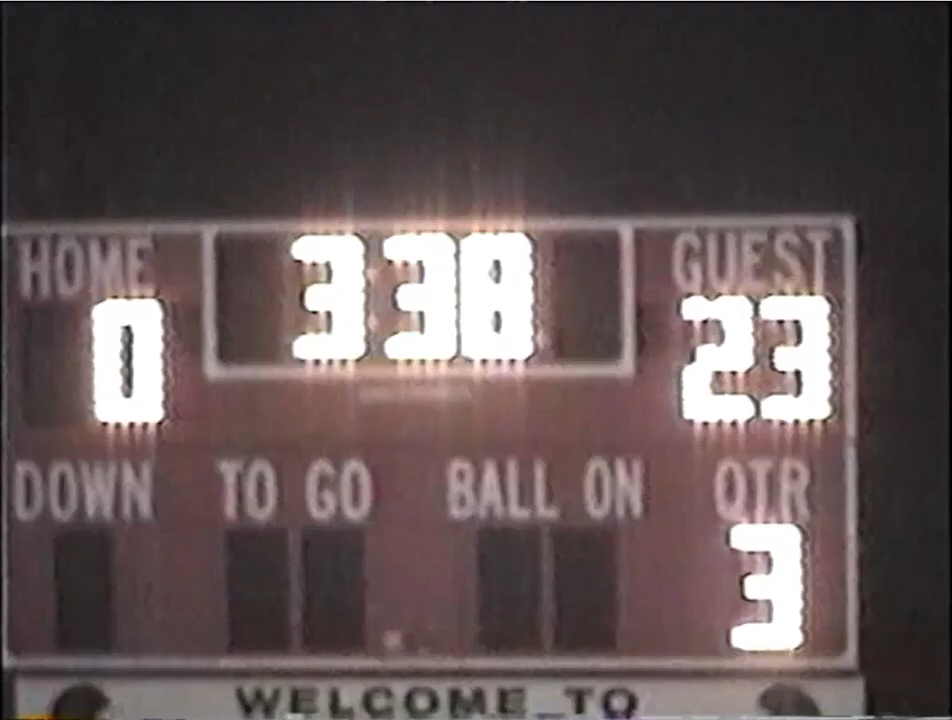 HOME 3:38 GUEST
0 23
DOWN TO GO BALL ON QTR
3
WELCOME TO